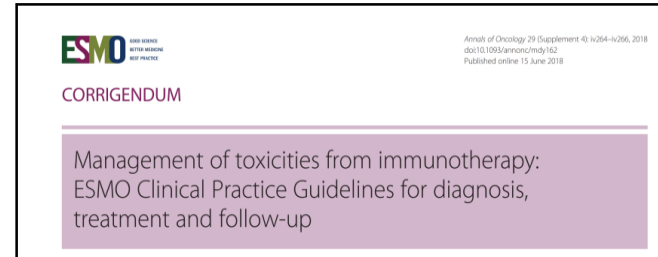 ESMO
GOOD SCIENCE
BETTER MEDICINE
BEST PRACTICE
Annals of Oncology 29 (Supplement 4): iv264–iv266, 2018
doi:10.1093/annonc/mdy162
Published online 15 June 2018
CORRIGENDUM
Management of toxicities from immunotherapy:
ESMO Clinical Practice Guidelines for diagnosis,
treatment and follow-up